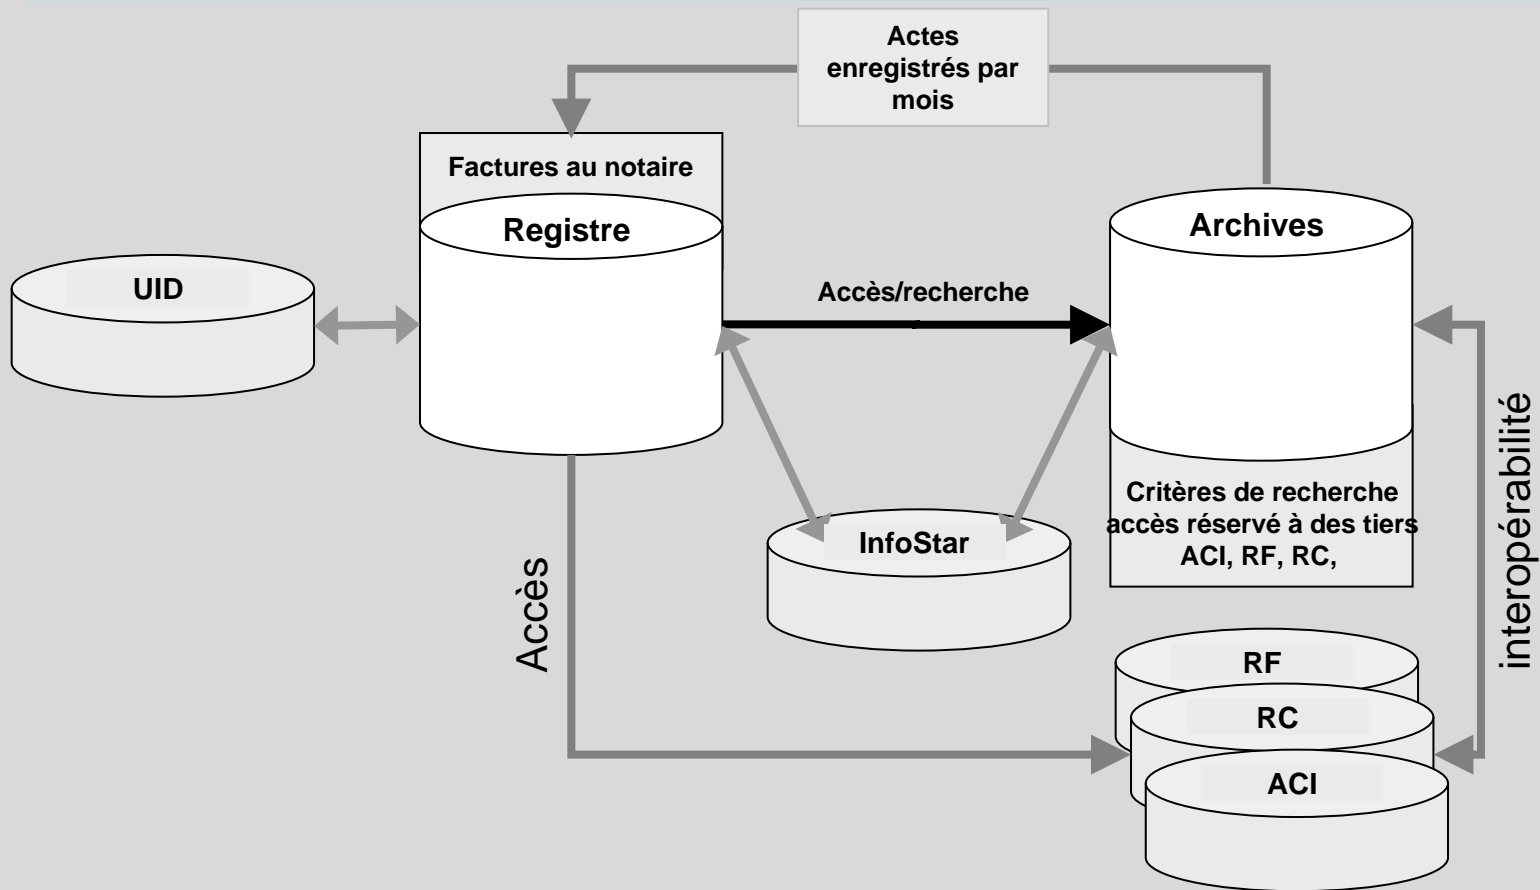 Actes
enregistrés par
mois
Factures au notaire
Registre
Archives
UID
Accès/recherche
InfoStar
Critères de recherche
accès réservé à des tiers
ACI, RF, RC,
Accès
interopérabilité
RF
RC
ACI